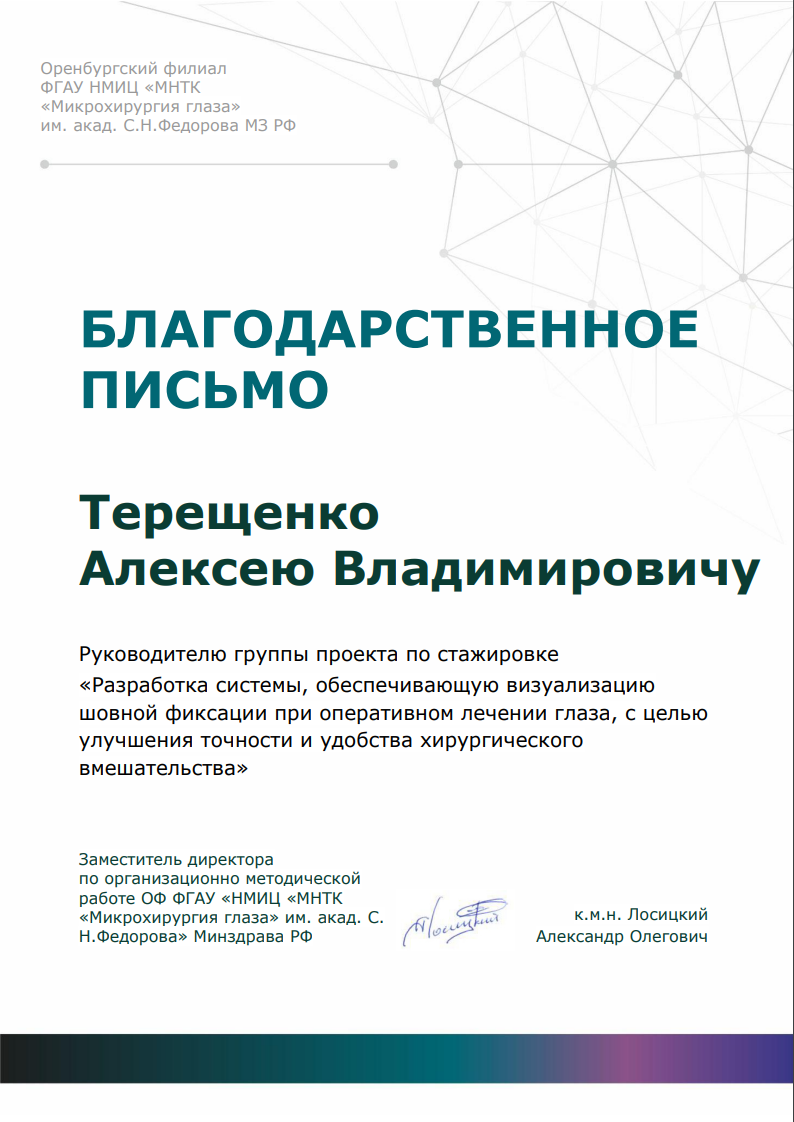 Оренбургский филиал
ФГАУ НМИЦ «МНТК
«Микрохирургия глаза»
им. акад. С.Н.Федорова МЗ РФ
БЛАГОДАРСТВЕННОЕ
ПИСЬМО
Терещенко
Алексею Владимировичу
Руководителю группы проекта по стажировке
«Разработка системы, обеспечивающую визуализацию
шовной фиксации при оперативном лечении глаза, с целью
улучшения точности и удобства хирургического
вмешательства»
Заместитель директора
по организационно методической
работе ОФ ФГАУ «НМИЦ «МНТК
«Микрохирургия глаза» им. акад. С.
Н.Федорова» Минздрава РФ
Лосицкий
к.м.н. Лосицкий
Александр Олегович